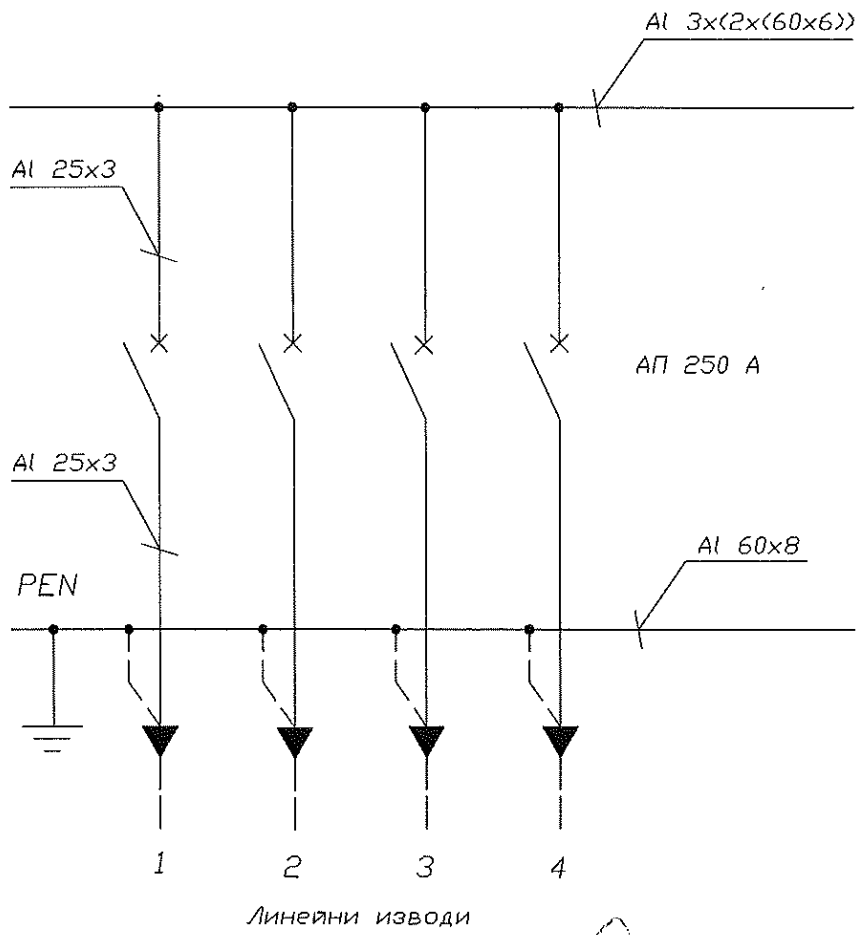 Al 3x(2x(60x6))
Al 25x3
АП 250 А
Al 25x3
Al 60x8
PEN
1 2 3 4
Линейни изводи